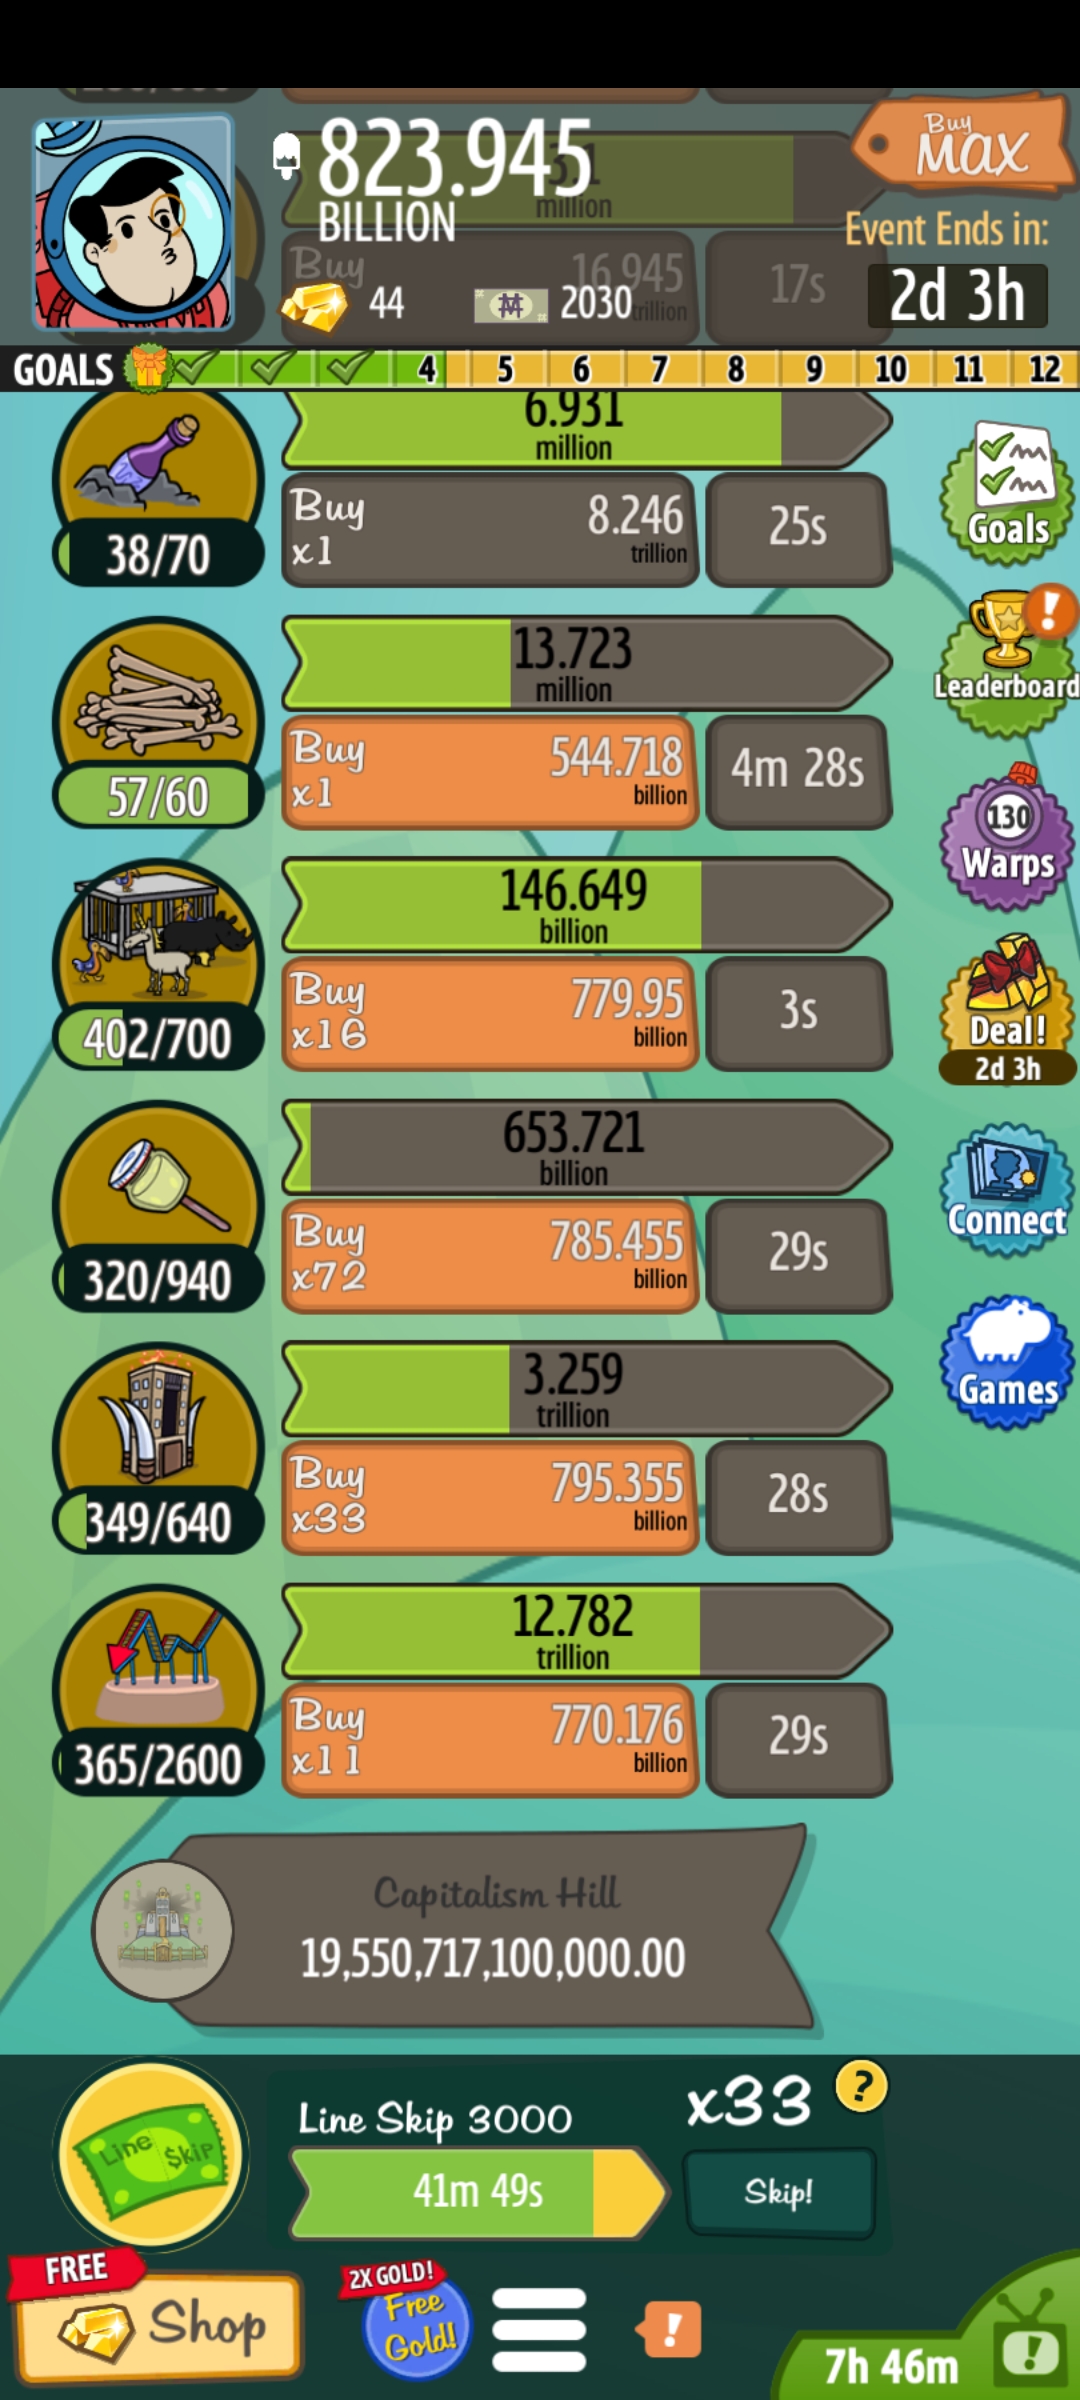 823.945
BILLION
Buy
MAX
Event Ends in:
2d 3h
44
2030
3.1
million
Buy
16.945
trillion
17s
GOALS
4 5 6 7 8 9 10 11 12
6.931
million
38/70
Buy
x1
8.246
trillion
25s
Goals
13.723
million
57/60
Buy
x1
544.718
billion
4m 28s
Leaderboard
146.649
billion
402/700
Buy
x16
779.95
billion
3s
130
Warps
653.721
billion
320/940
Buy
x72
785.455
billion
29s
Deal!
2d 3h
3.259
trillion
349/640
Buy
x33
795.355
billion
28s
Connect
12.782
trillion
365/2600
Buy
x11
770.176
billion
29s
Games
Capitalism Hill
19,550,717,100,000.00
Line Skip
Line Skip 3000
41m 49s
x33
?
Skip!
FREE
Shop
2X GOLD!
Free
Gold!
!
7h 46m
!